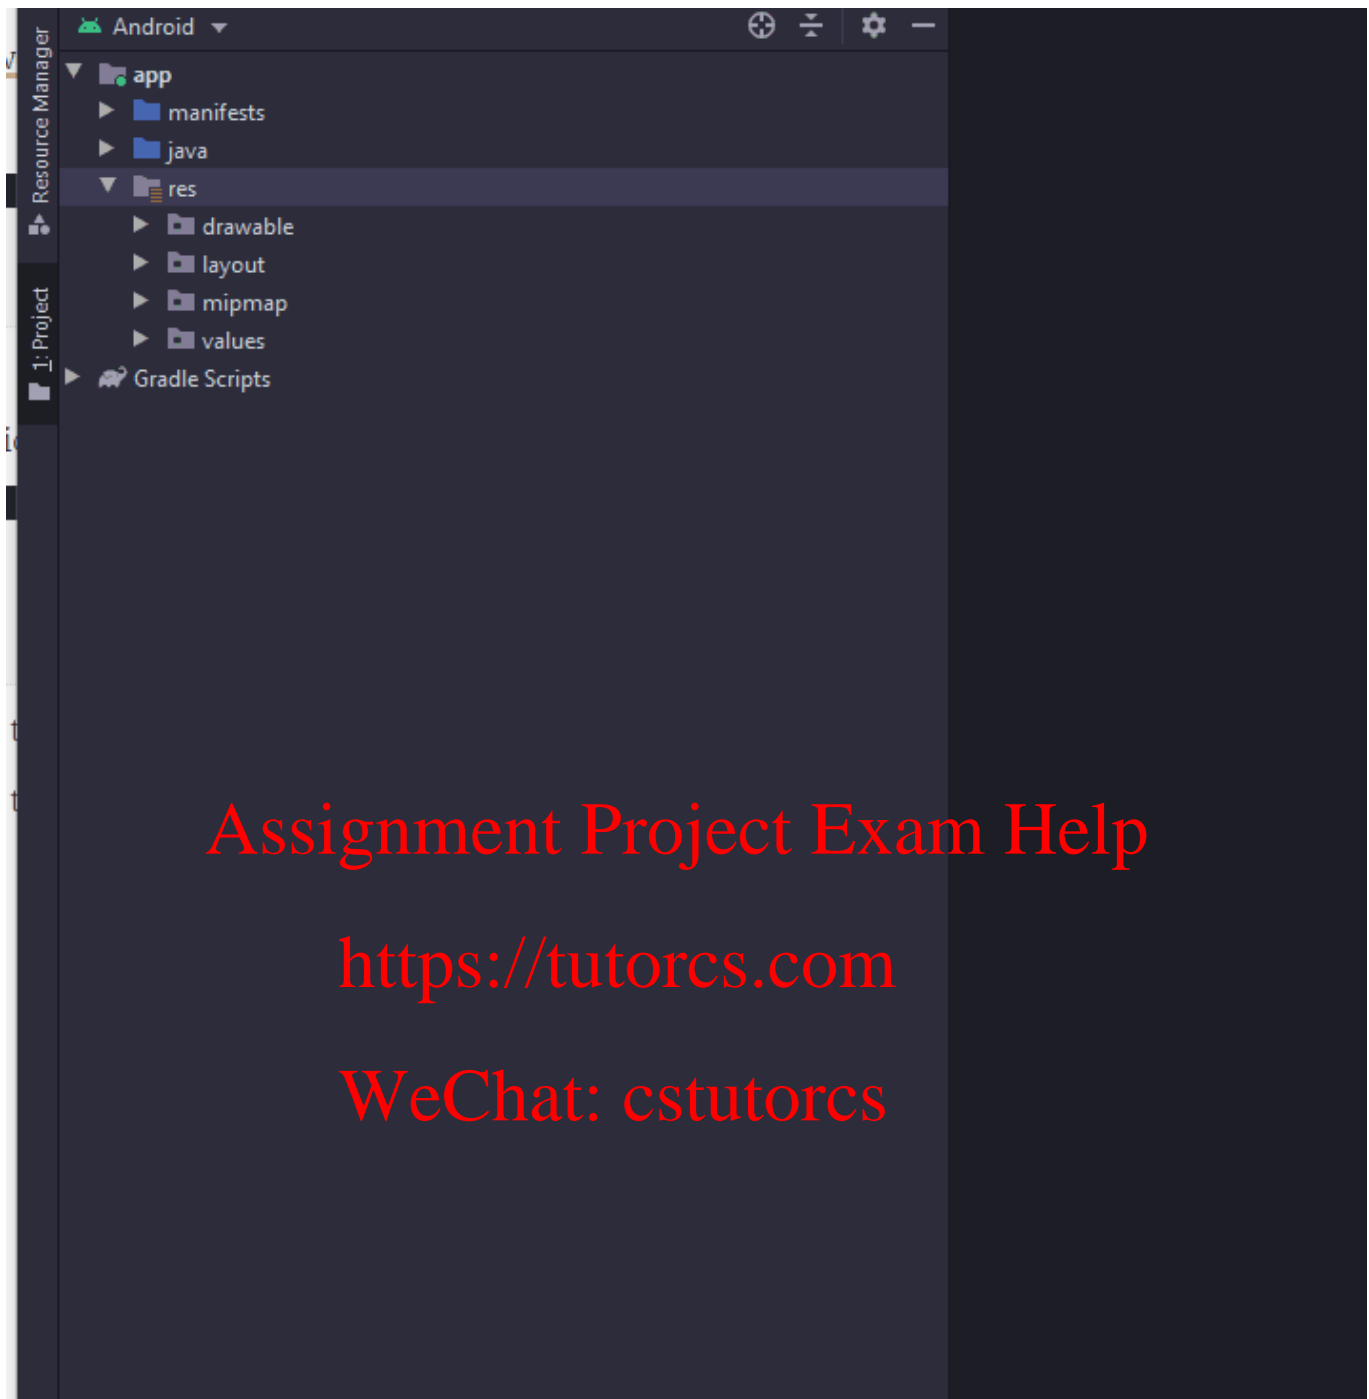 Resource Manager
1: Project
Android
app
manifests
java
res
drawable
layout
mipmap
values
Gradle Scripts
Assignment Project Exam Help
https://tutorcs.com
WeChat: cstutorcs